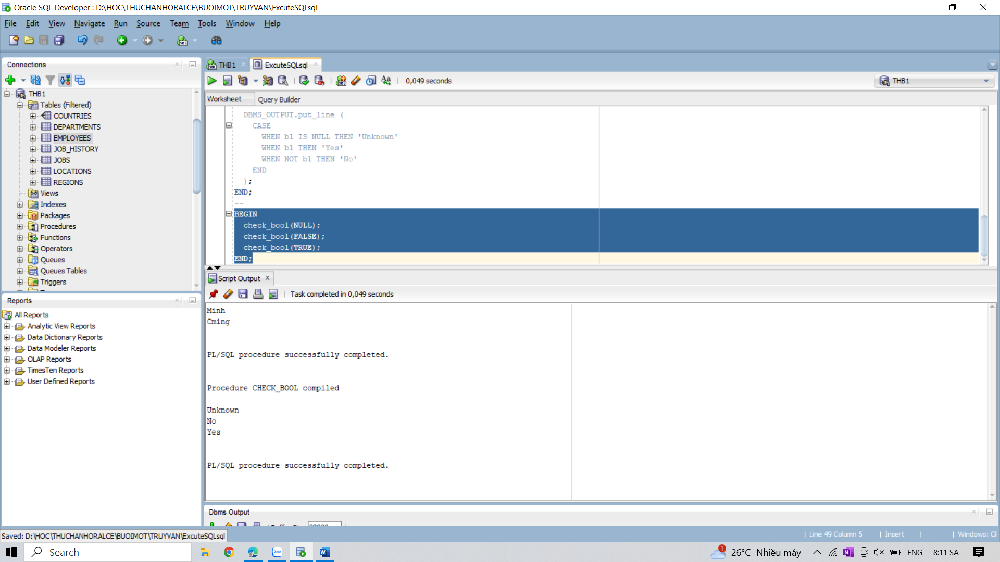 Oracle SQL Developer : D:\HOC\THUCHANHORALCE\BUOIMOT\TRUYVAN\ExcuteSQLsql
File Edit View Navigate Run Source Team Tools Window Help
Connections
THB1
Tables (Filtered)
COUNTRIES
DEPARTMENTS
EMPLOYEES
JOB_HISTORY
JOBS
LOCATIONS
REGIONS
Views
Indexes
Packages
Procedures
Functions
Operators
Queues
Queues Tables
Triggers
Reports
All Reports
Analytic View Reports
Data Dictionary Reports
Data Modeler Reports
OLAP Reports
TimesTen Reports
User Defined Reports
THB1 ExcuteSQLsql
0,049 seconds
THB1
Worksheet Query Builder
DBMS_OUTPUT.put_line (
CASE
WHEN bl IS NULL THEN 'Unknown'
WHEN bl THEN 'Yes'
WHEN NOT bl THEN 'No'
END
);
END;
--
BEGIN
check_bool(NULL);
check_bool(FALSE);
check_bool(TRUE);
END;
Script Output
Task completed in 0,049 seconds
Minh
Cming
PL/SQL procedure successfully completed.
Procedure CHECK_BOOL compiled
Unknown
No
Yes
PL/SQL procedure successfully completed.
Dbms Output
Saved: D:\HOC\THUCHANHORALCE\BUOIMOT\TRUYVAN\ExcuteSQLsql
Line 49 Column 5 Insert Windows: CF
Search
Zalo
1
26°C Nhiều mây
ENG
8:11 SA